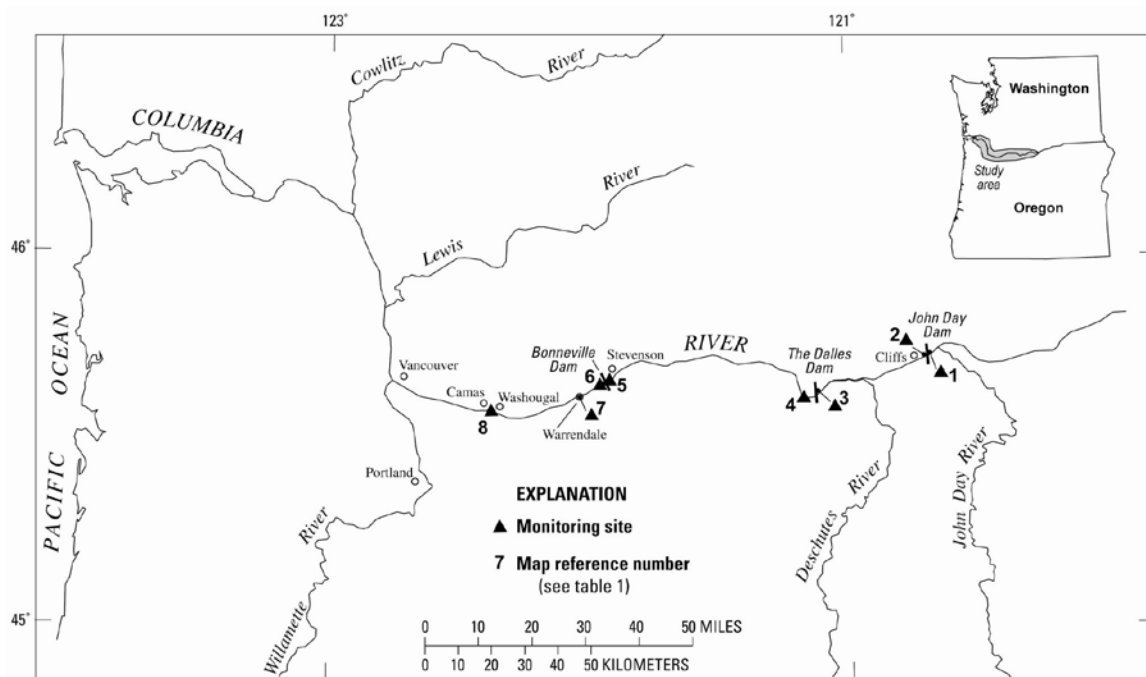 123°
121°
Cowlitz
River
Washington
COLUMBIA
Study
area
River
Oregon
46°
Lewis
PACIFIC OCEAN
John Day
Dam
2
RIVER
Bonneville
Dam
Stevenson
The Dalles
Dam
Cliffs
Vancouver
1
6
5
Camas
Washougal
4
3
7
8
Warrendale
Portland
EXPLANATION
Monitoring site
7 Map reference number
(see table 1)
River
Willamette
Deschutes
River
John Day River
45°
0 10 20 30 40 50 MILES
0 10 20 30 40 50 KILOMETERS